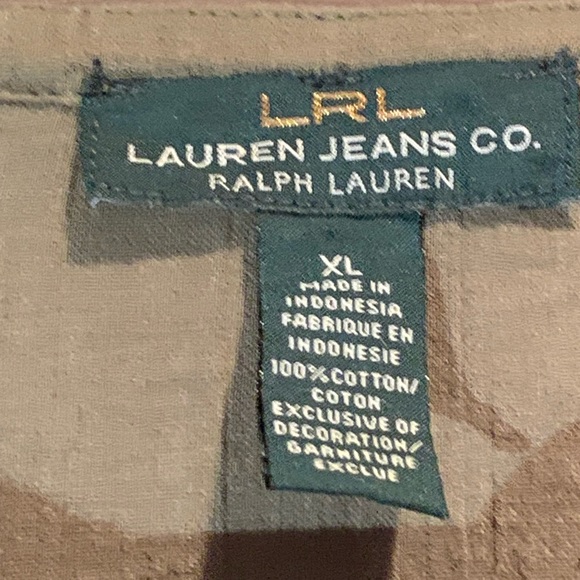 LRL
LAUREN JEANS CO.
RALPH LAUREN
XL
MADE IN
INDONESIA
FABRIQUE EN
INDONESIE
100% COTTON/
COTON
EXCLUSIVE OF
DECORATION/
GARNITURE
EXCLUE